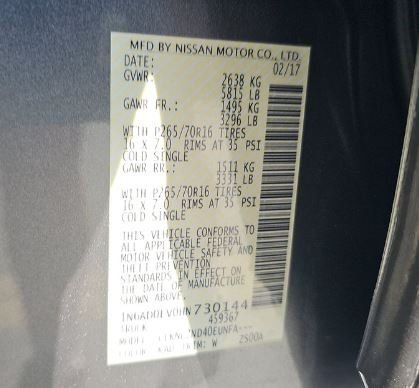 MFD BY NISSAN MOTOR CO., LTD.
DATE: 02/17
GVWR: 2638 KG
5815 LB
GAWR FR.: 1495 KG
3296 LB
WITH P265/70R16 TIRES
16 X 7.0 RIMS AT 35 PSI
COLD SINGLE
GAWR RR.: 1511 KG
3331 LB
WITH P265/70R16 TIRES
16 X 7.0 RIMS AT 35 PSI
COLD SINGLE
THIS VEHICLE CONFORMS TO
ALL APPLICABLE FEDERAL
MOTOR VEHICLE SAFETY AND
THEFT PREVENTION
STANDARDS IN EFFECT ON
THE DATE OF MANUFACTURE
SHOWN ABOVE.
730144
TRUCK 459367
TRIM: W Z500A